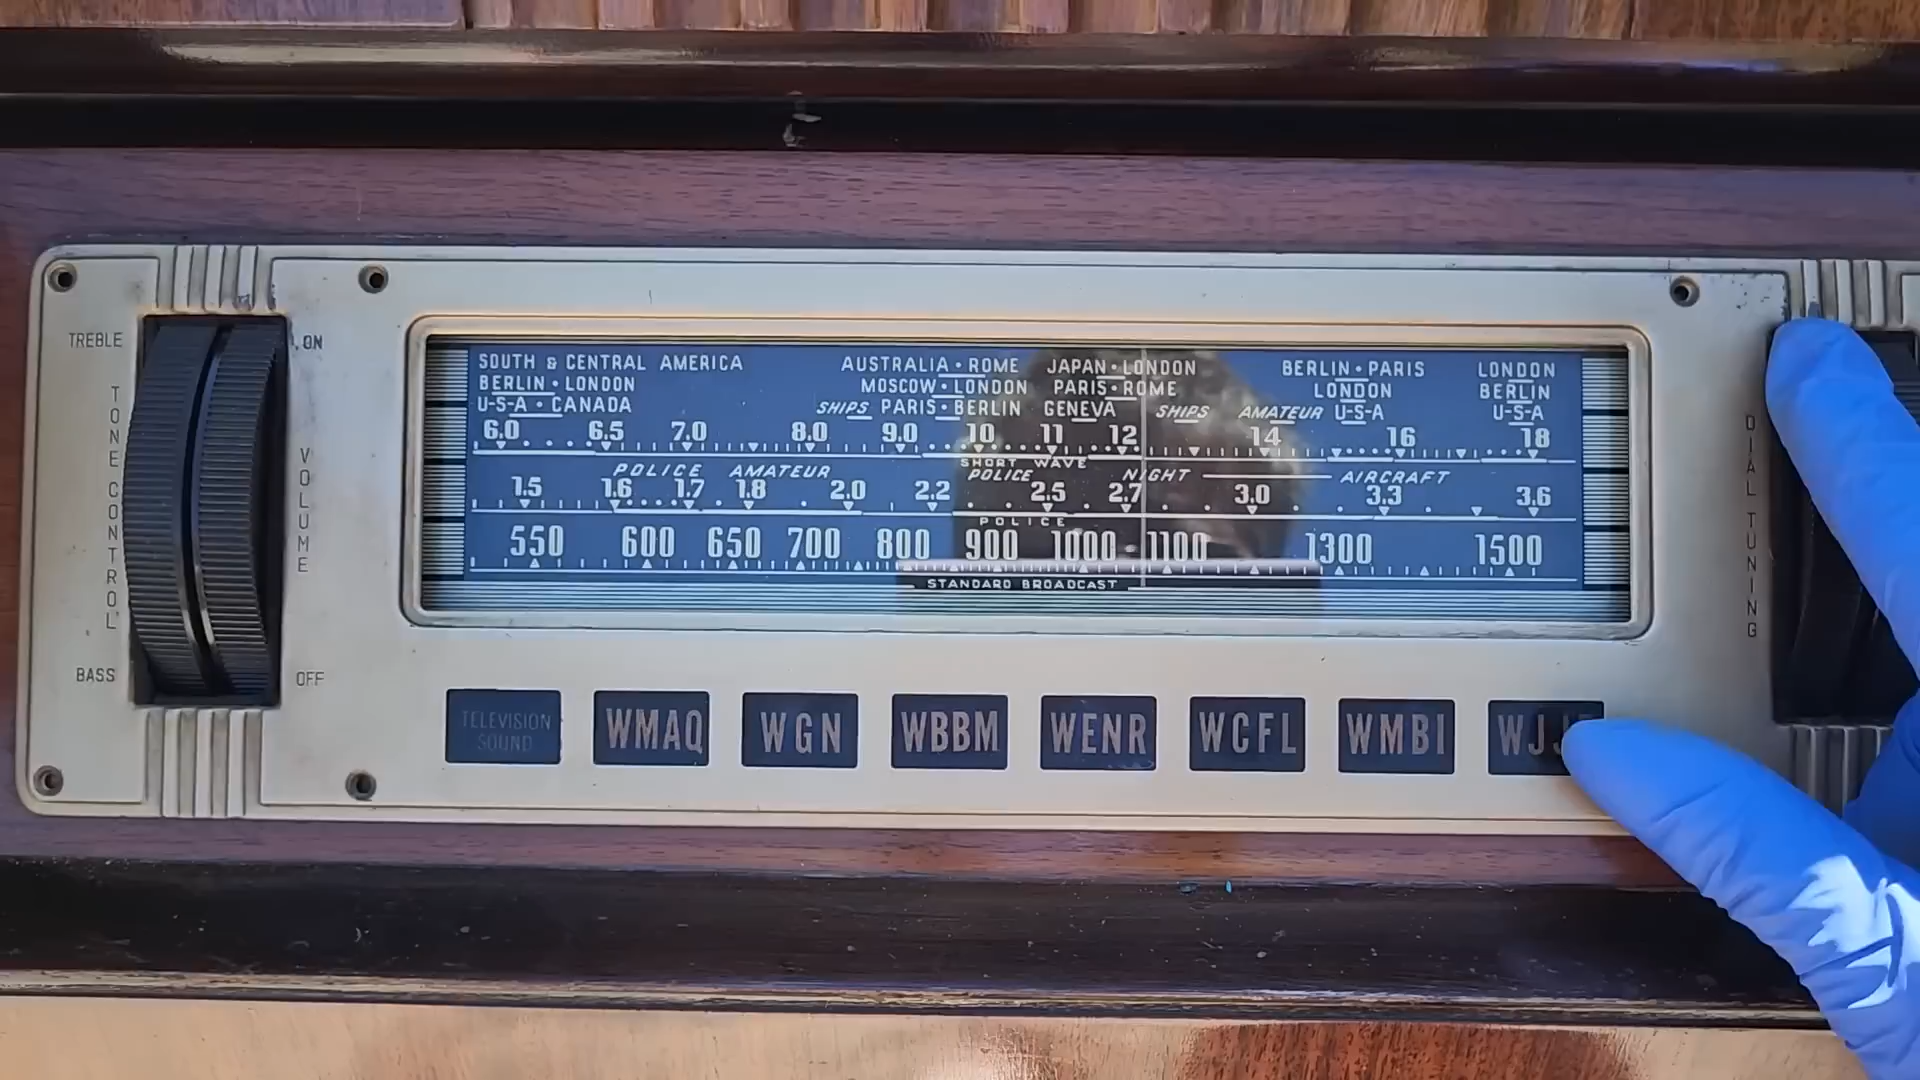 TREBLE
TONE CONTROL
BASS
ON
VOLUME
OFF
SOUTH & CENTRAL AMERICA AUSTRALIA • ROME JAPAN • LONDON BERLIN • PARIS LONDON
BERLIN • LONDON MOSCOW • LONDON PARIS • ROME LONDON BERLIN
U-S-A • CANADA SHIPS PARIS • BERLIN GENEVA SHIPS AMATEUR U-S-A U-S-A
6.0 6.5 7.0 8.0 9.0 10 11 12 14 16 18
SHORT WAVE
POLICE AMATEUR POLICE NIGHT AIRCRAFT
1.5 1.6 1.7 1.8 2.0 2.2 2.5 2.7 3.0 3.3 3.6
POLICE
550 600 650 700 800 900 1000 1100 1300 1500
STANDARD BROADCAST
DIAL TUNING
TELEVISION
SOUND
WMAQ WGN WBBM WENR WCFL WMBI